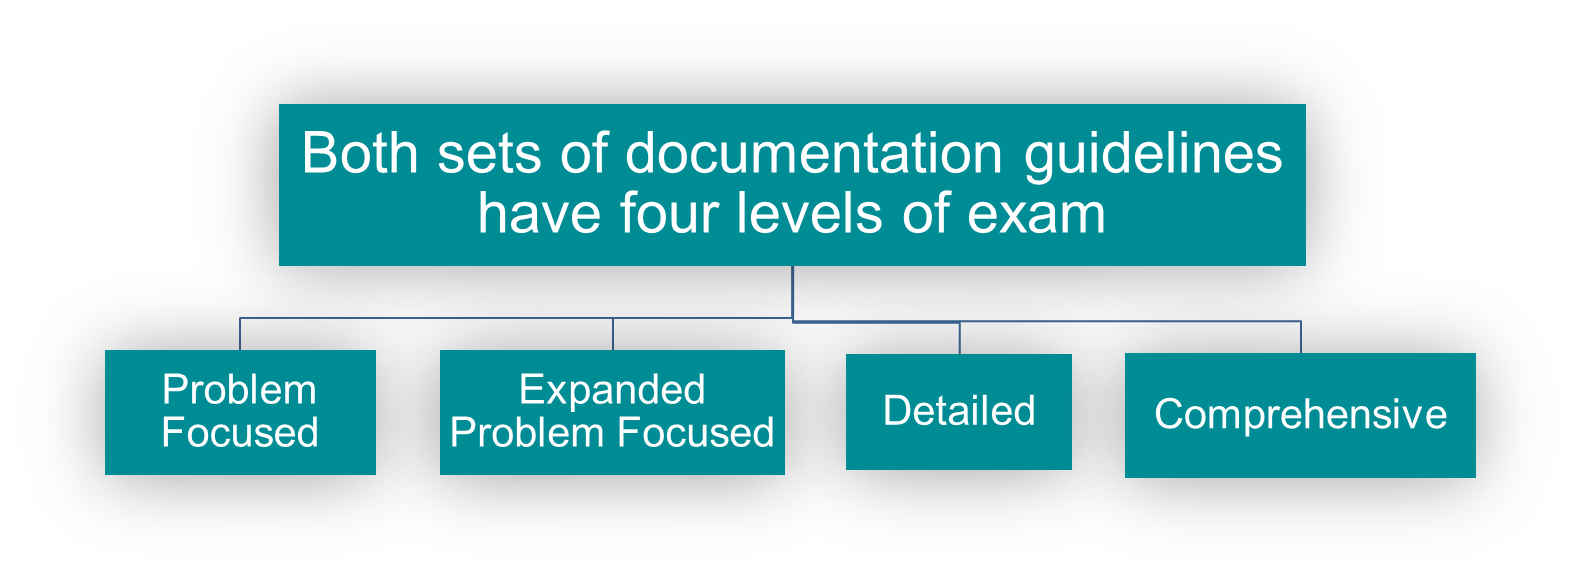 Both sets of documentation guidelines
have four levels of exam
Problem
Focused
Expanded
Problem Focused
Detailed
Comprehensive